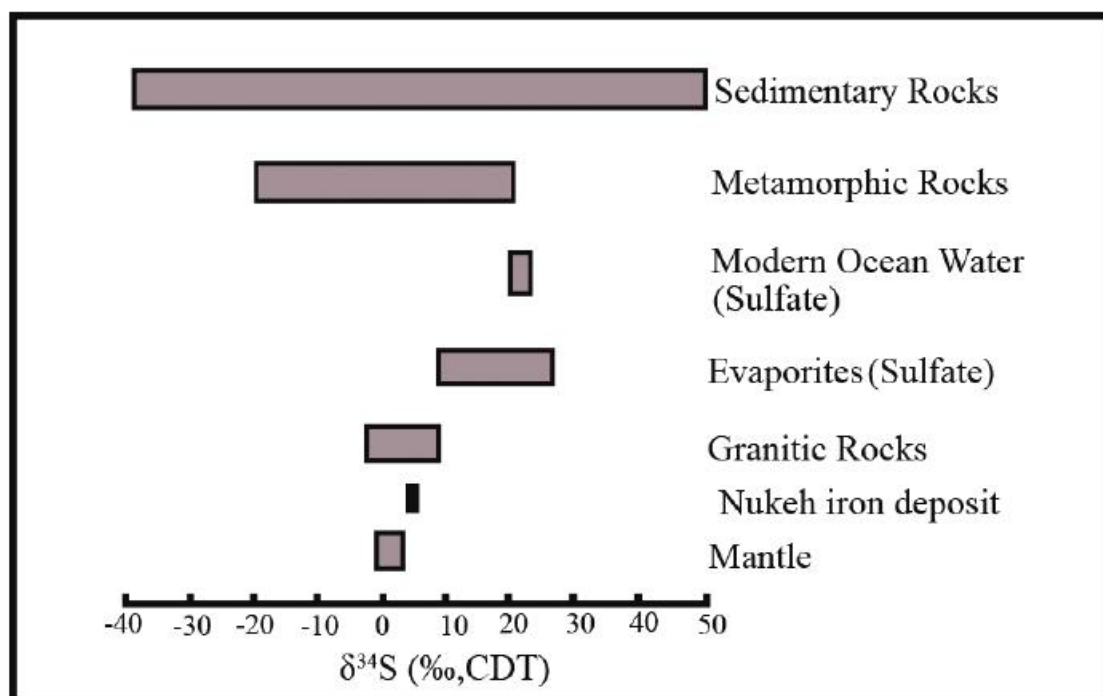 Sedimentary Rocks
Metamorphic Rocks
Modern Ocean Water
(Sulfate)
Evaporites (Sulfate)
Granitic Rocks
Nukeh iron deposit
Mantle
-40 -30 -20 -10 0 10 20 30 40 50
δ³⁴S (‰,CDT)